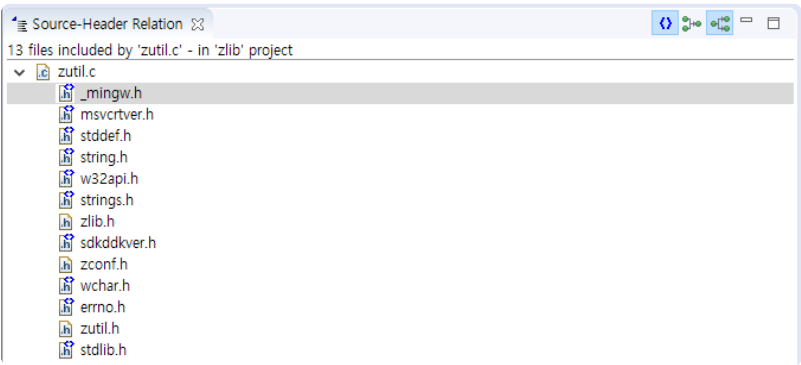 Source-Header Relation
13 files included by 'zutil.c' - in 'zlib' project
zutil.c
_mingw.h
msvcrtver.h
stddef.h
string.h
w32api.h
strings.h
zlib.h
sdkddkver.h
zconf.h
wchar.h
errno.h
zutil.h
stdlib.h